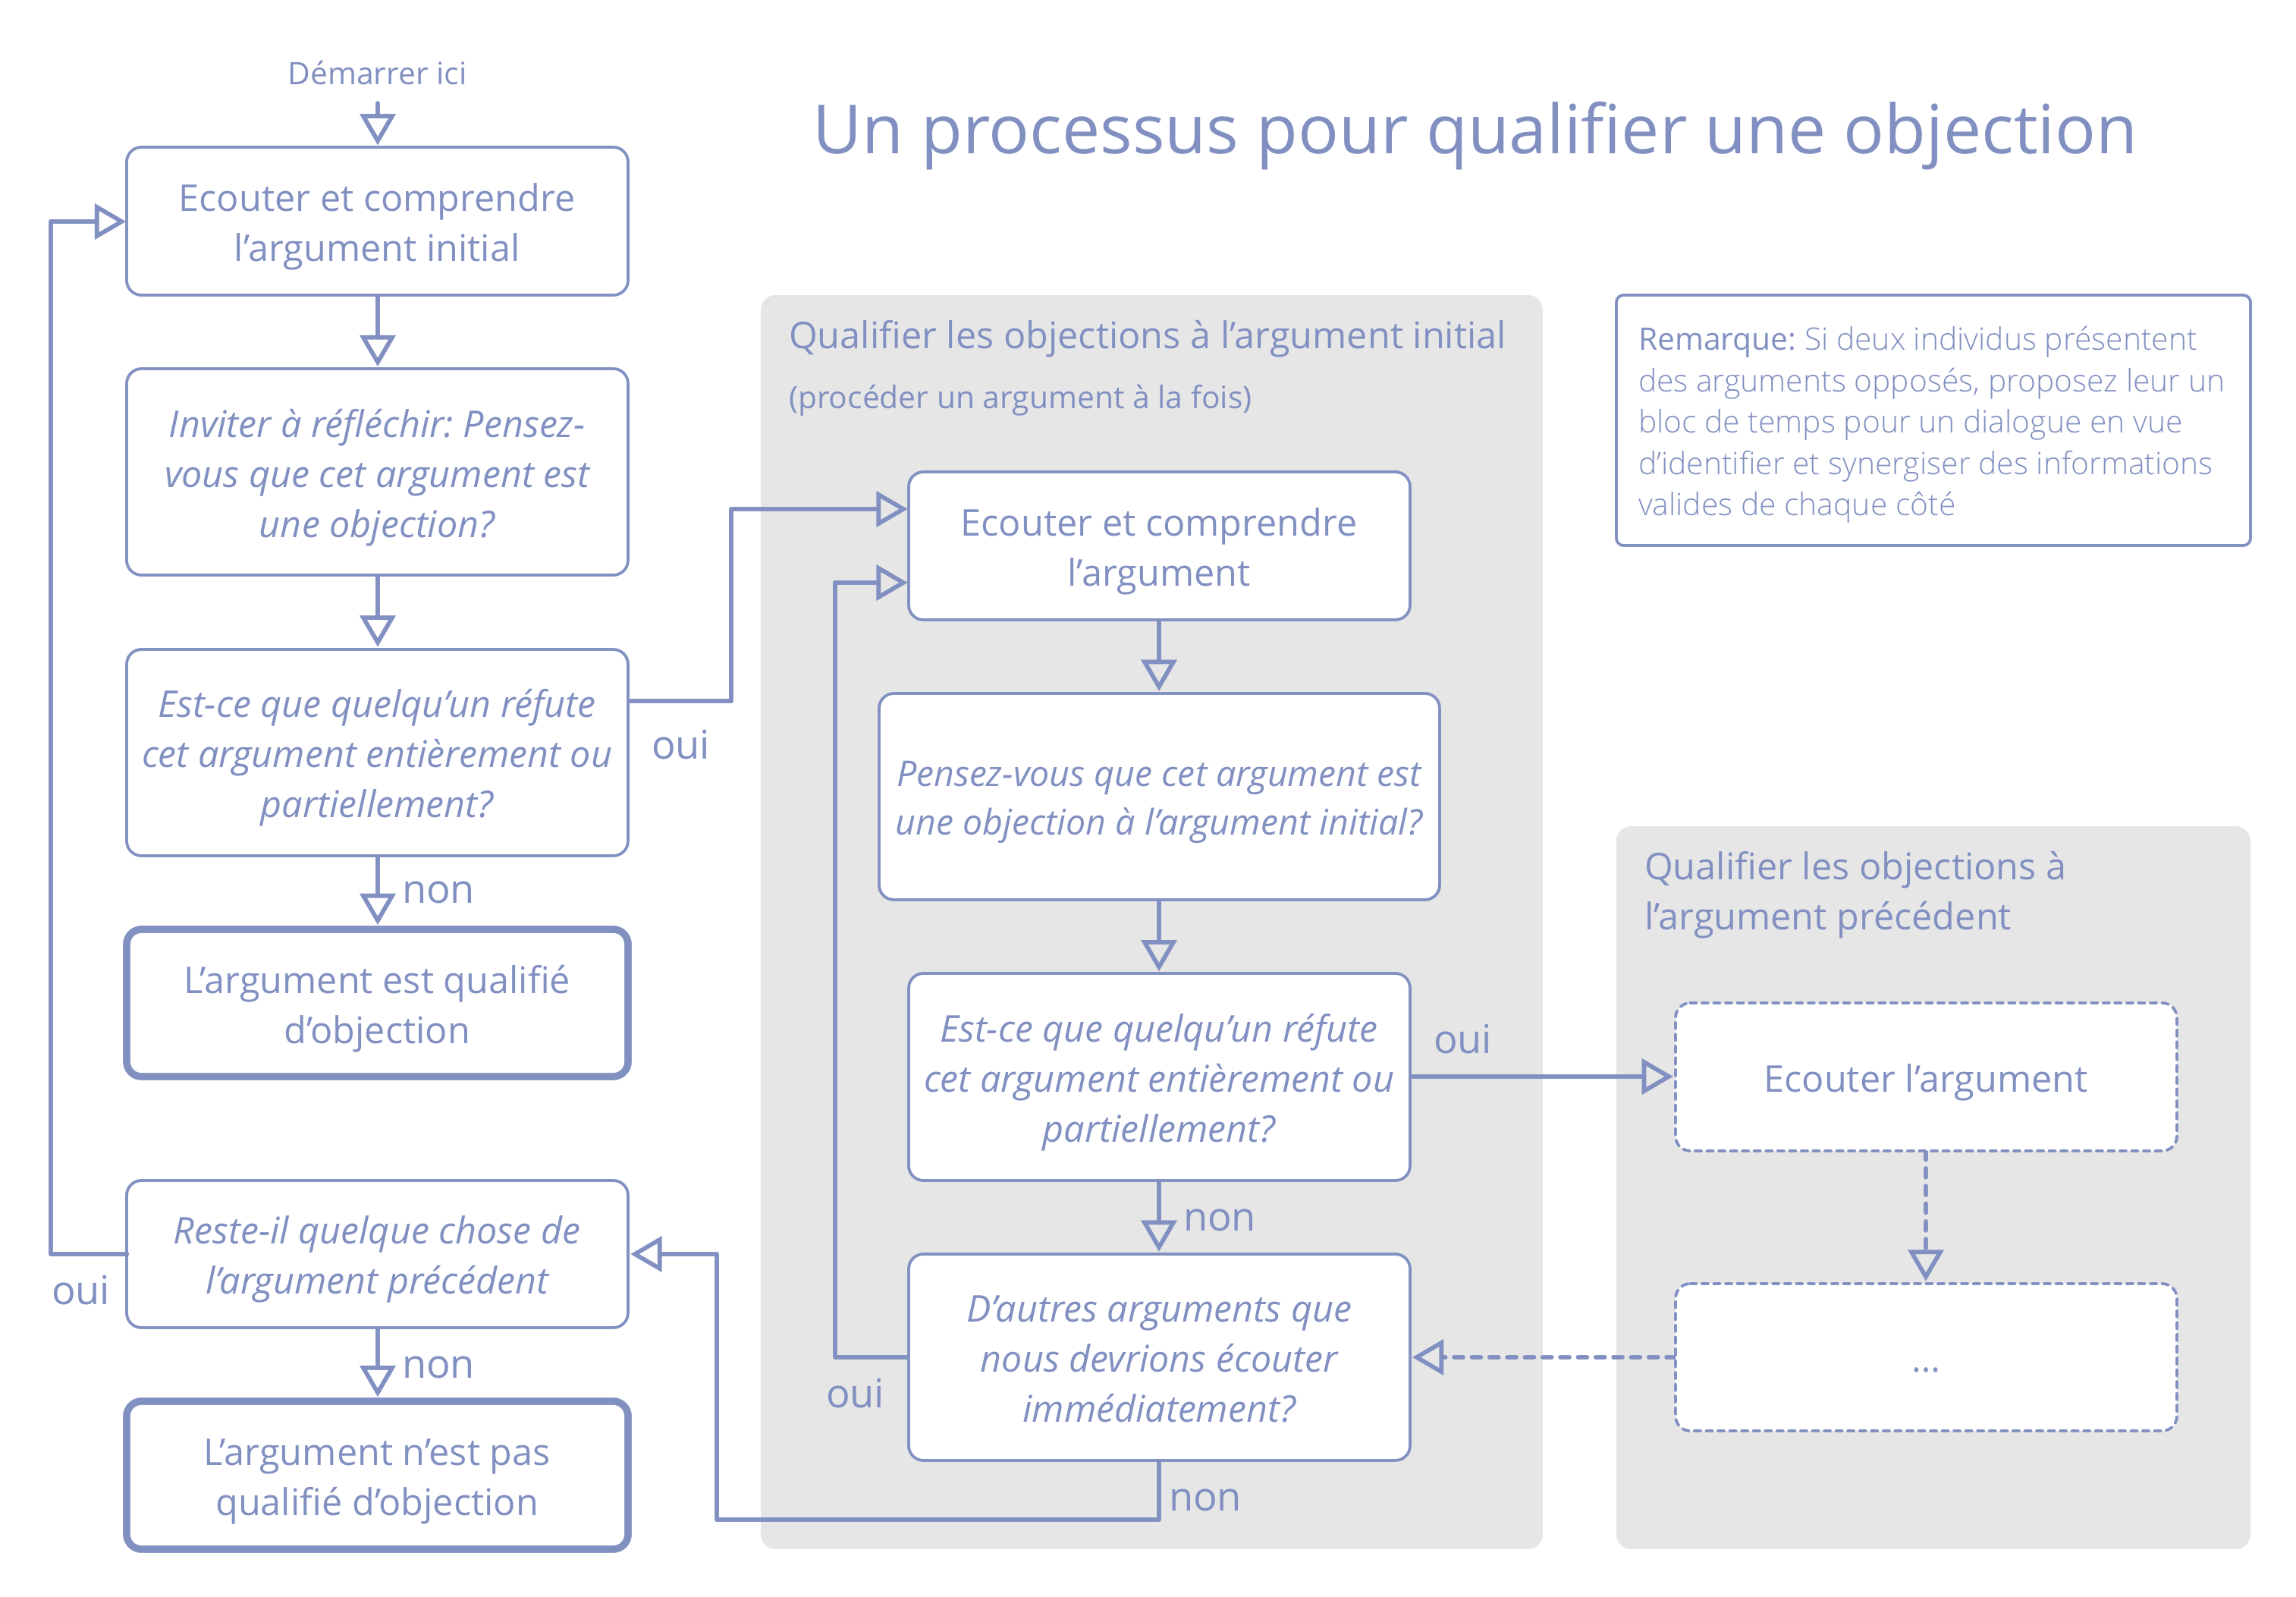 Démarrer ici
Un processus pour qualifier une objection
Ecouter et comprendre
l’argument initial
Inviter à réfléchir: Pensez-
vous que cet argument est
une objection?
Est-ce que quelqu’un réfute
cet argument entièrement ou
partiellement?
oui
non
L’argument est qualifié
d’objection
Reste-il quelque chose de
l’argument précédent
oui
non
L’argument n’est pas
qualifié d’objection
Qualifier les objections à l’argument initial
(procéder un argument à la fois)
Ecouter et comprendre
l’argument
Pensez-vous que cet argument est
une objection à l’argument initial?
Est-ce que quelqu’un réfute
cet argument entièrement ou
partiellement?
oui
non
D’autres arguments que
nous devrions écouter
immédiatement?
oui
non
Remarque: Si deux individus présentent
des arguments opposés, proposez leur un
bloc de temps pour un dialogue en vue
d’identifier et synergiser des informations
valides de chaque côté
Qualifier les objections à
l’argument précédent
Ecouter l’argument
...